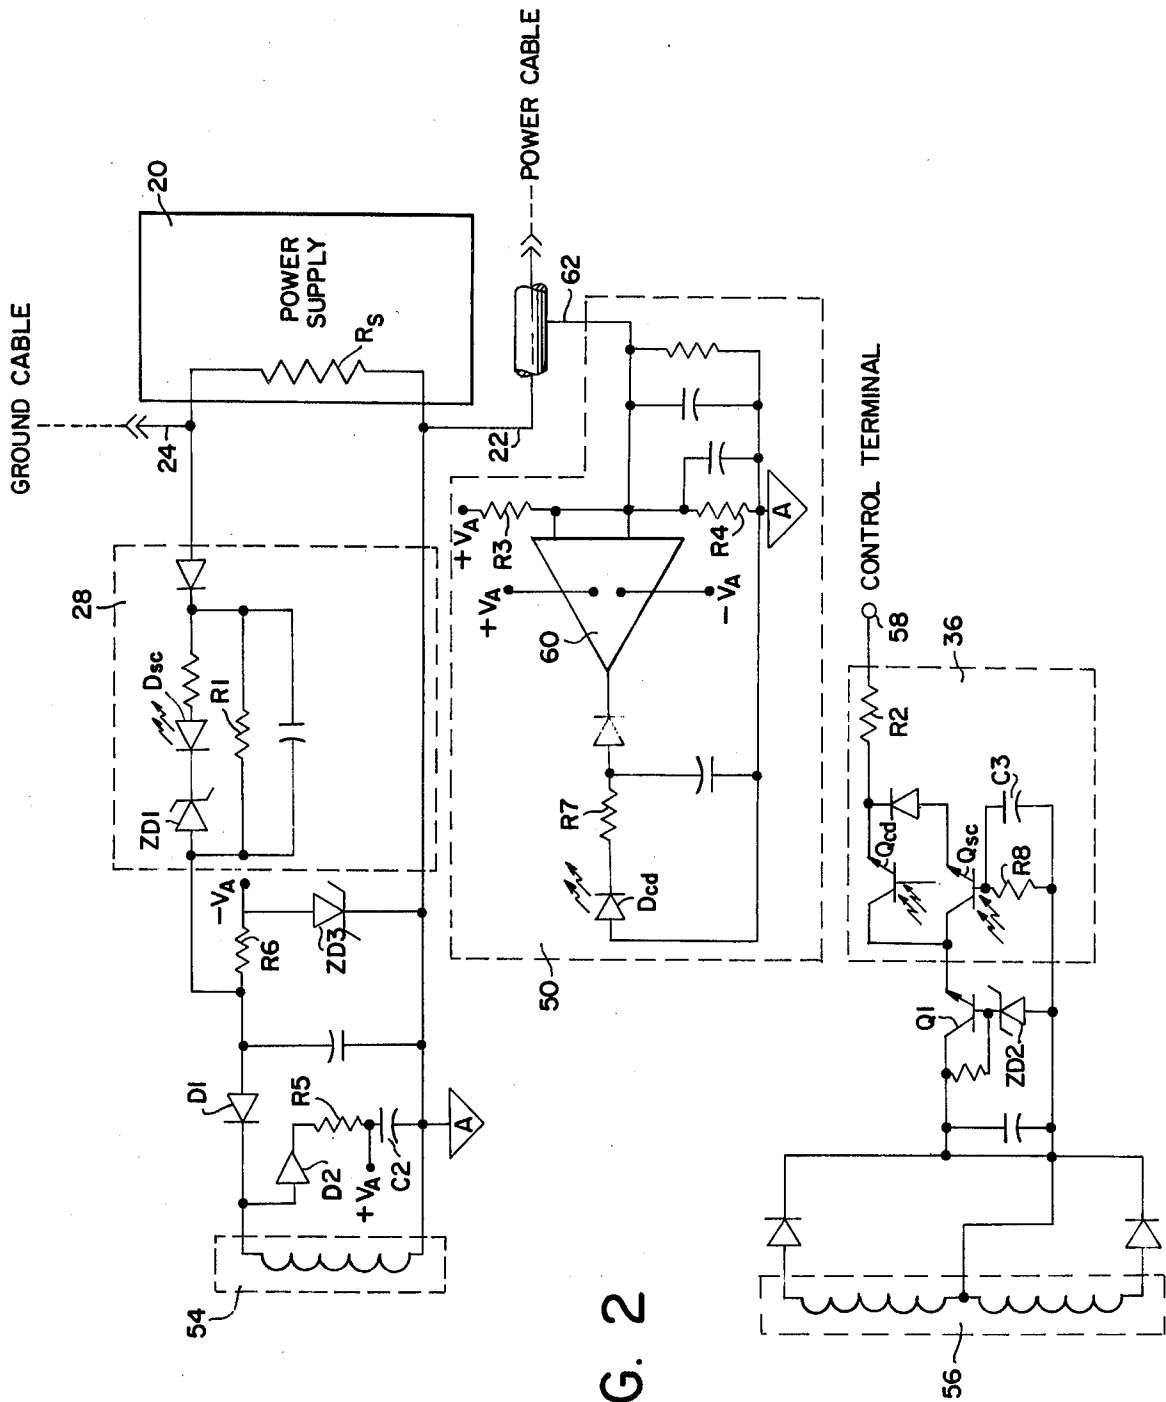 GROUND CABLE
24
20
POWER SUPPLY
RS
POWER CABLE
22
62
28
Dsc
R1
ZD1
-VA
R6
ZD3
D1
D2
R5
+VA
C2
A
54
50
+VA
R3
+VA
-VA
60
R4
A
R7
Dcd
CONTROL TERMINAL
58
36
R2
Qcd
Qsc
C3
R8
Q1
ZD2
56
G. 2